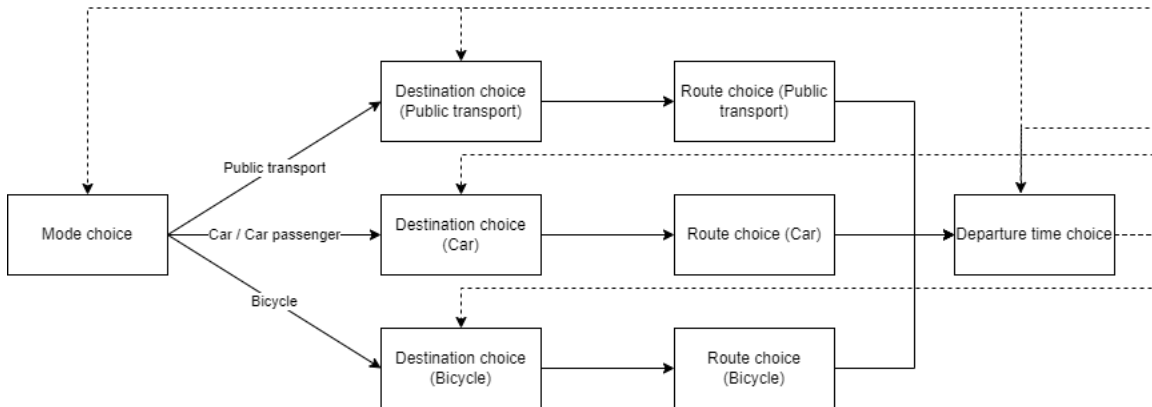 Destination choice
(Public transport)
Route choice (Public
transport)
Public transport
Mode choice
Car / Car passenger
Destination choice
(Car)
Route choice (Car)
Departure time choice
Bicycle
Destination choice
(Bicycle)
Route choice
(Bicycle)